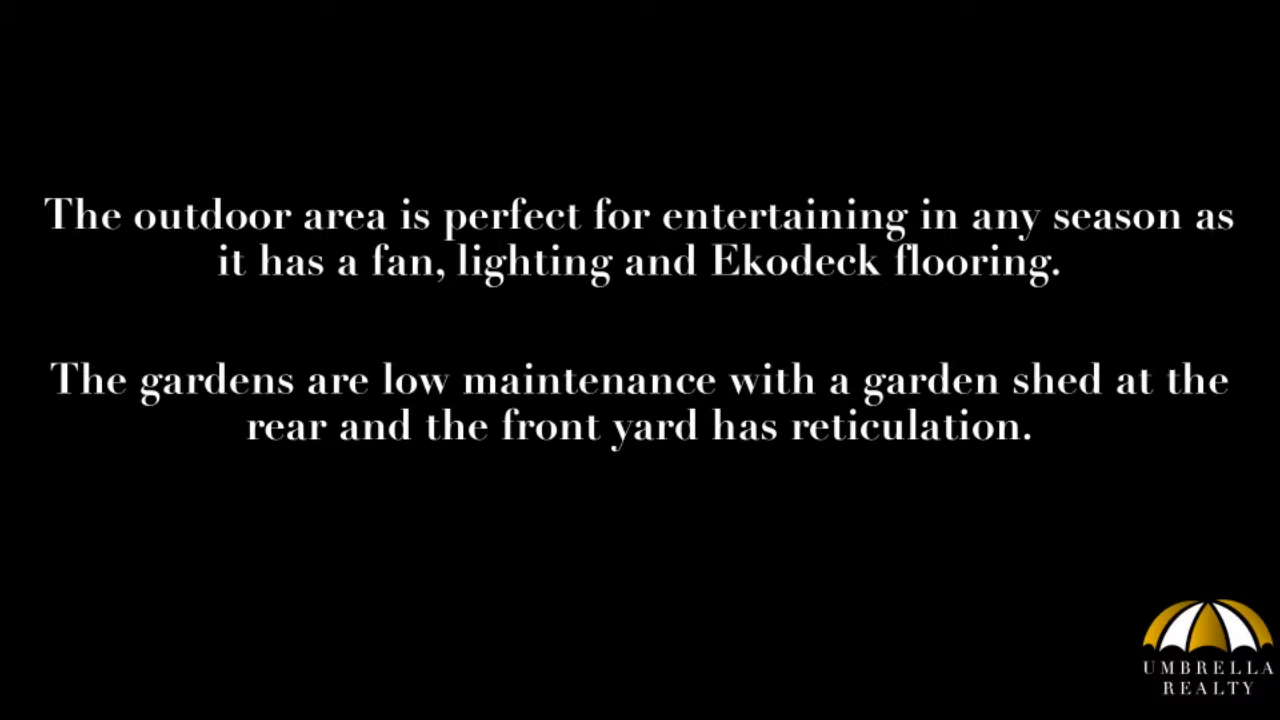 The outdoor area is perfect for entertaining in any season as
it has a fan, lighting and Ekodeck flooring.
The gardens are low maintenance with a garden shed at the
rear and the front yard has reticulation.
UMBRELLA
REALTY